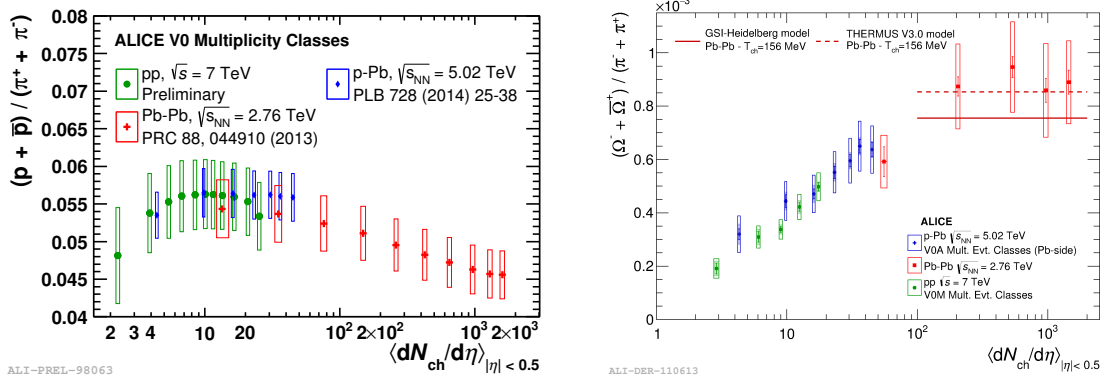 (p + p̅) / (π⁺ + π⁻)
0.08
0.075
0.07
0.065
0.06
0.055
0.05
0.045
0.04
ALICE V0 Multiplicity Classes
pp, √s = 7 TeV
Preliminary
p-Pb, √sNN = 5.02 TeV
PLB 728 (2014) 25-38
Pb-Pb, √sNN = 2.76 TeV
PRC 88, 044910 (2013)
2 3 4 10 20 10² 2×10² 10³ 2×10³
⟨dNch/dη⟩|η| < 0.5
ALI-PREL-98063
(Ω⁻ + Ω̅⁺) / (π⁻ + π⁺)
×10⁻³
1
0.8
0.6
0.4
0.2
0
GSI-Heidelberg model
Pb-Pb - Tch=156 MeV
THERMUS V3.0 model
Pb-Pb - Tch=156 MeV
ALICE
p-Pb √sNN = 5.02 TeV
V0A Mult. Evt. Classes (Pb-side)
Pb-Pb √sNN = 2.76 TeV
pp √s = 7 TeV
V0M Mult. Evt. Classes
1 10 10² 10³
⟨dNch/dη⟩|η| < 0.5
ALI-DER-110613